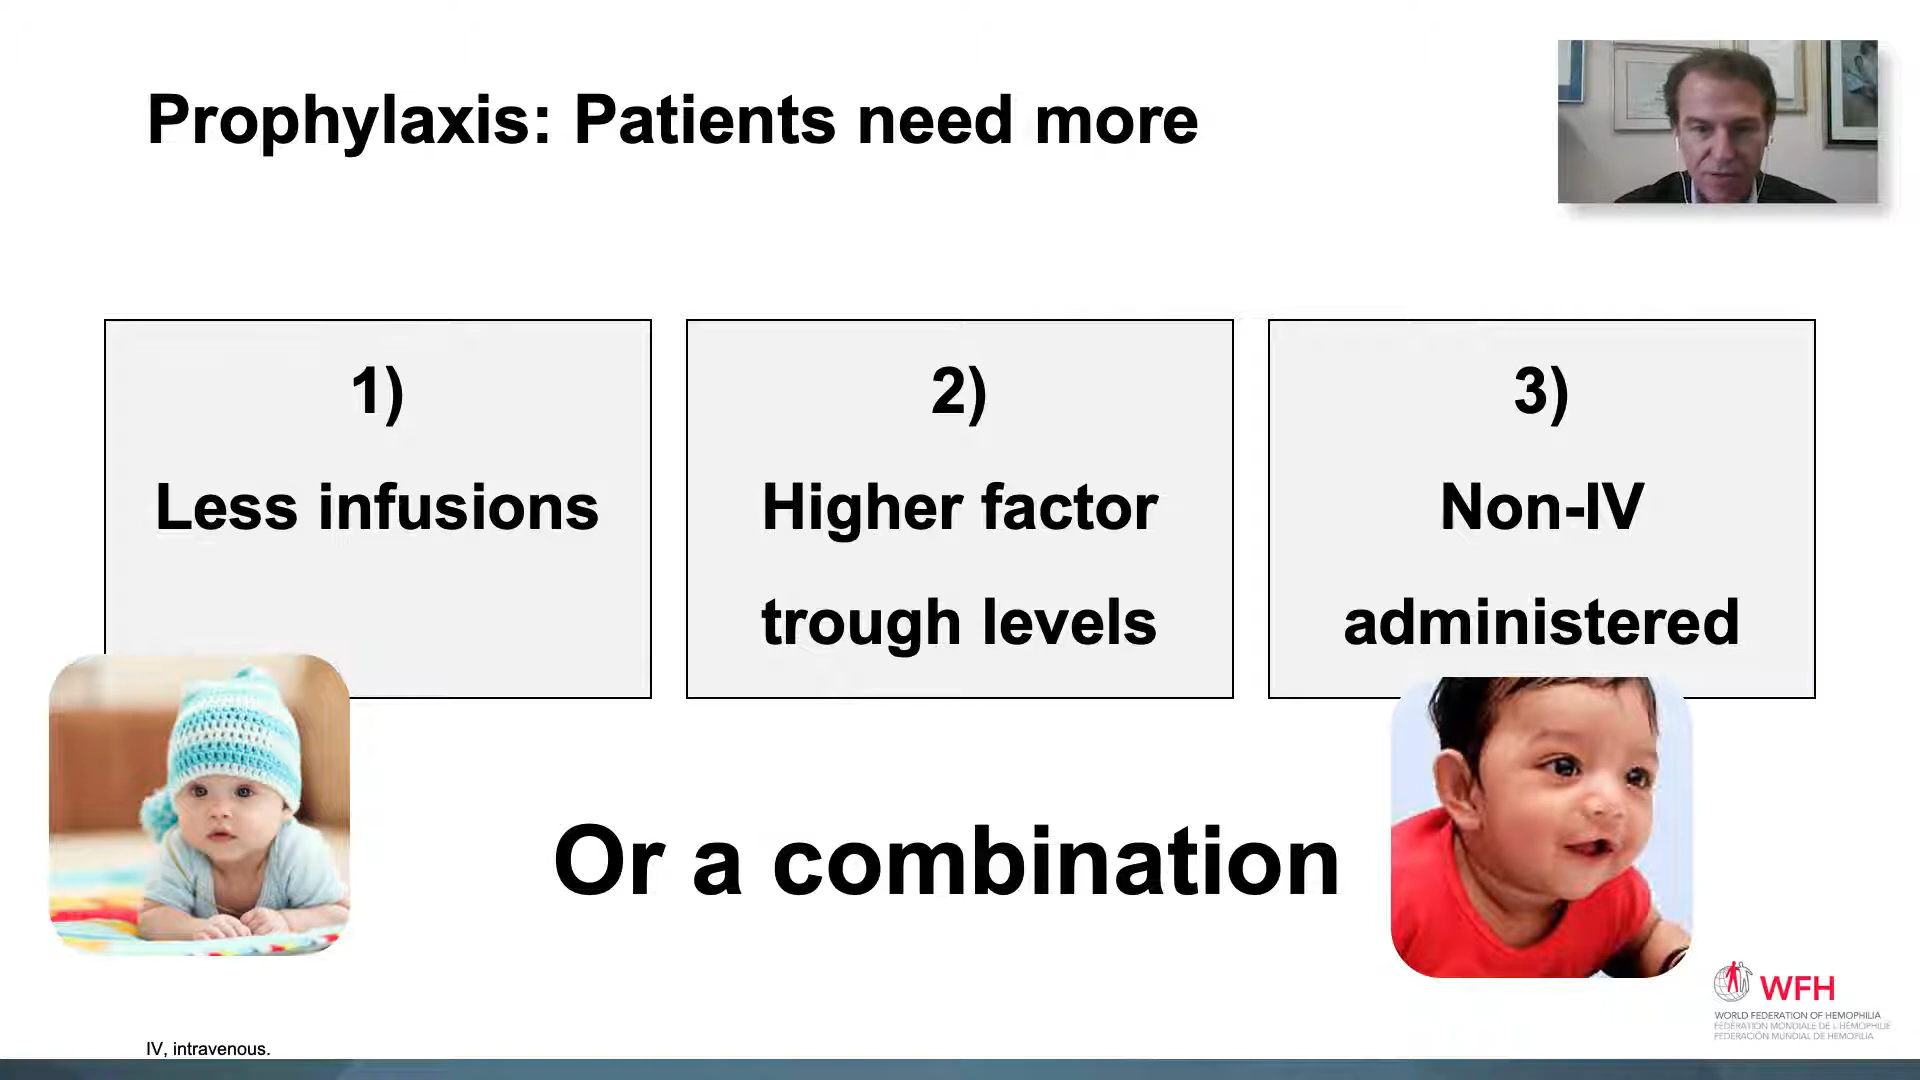 Prophylaxis: Patients need more
1)
Less infusions
2)
Higher factor
trough levels
3)
Non-IV
administered
Or a combination
WFH
WORLD FEDERATION OF HEMOPHILIA
FÉDÉRATION MONDIALE DE L'HÉMOPHILIE
FEDERACIÓN MUNDIAL DE HEMOFILIA
IV, intravenous.